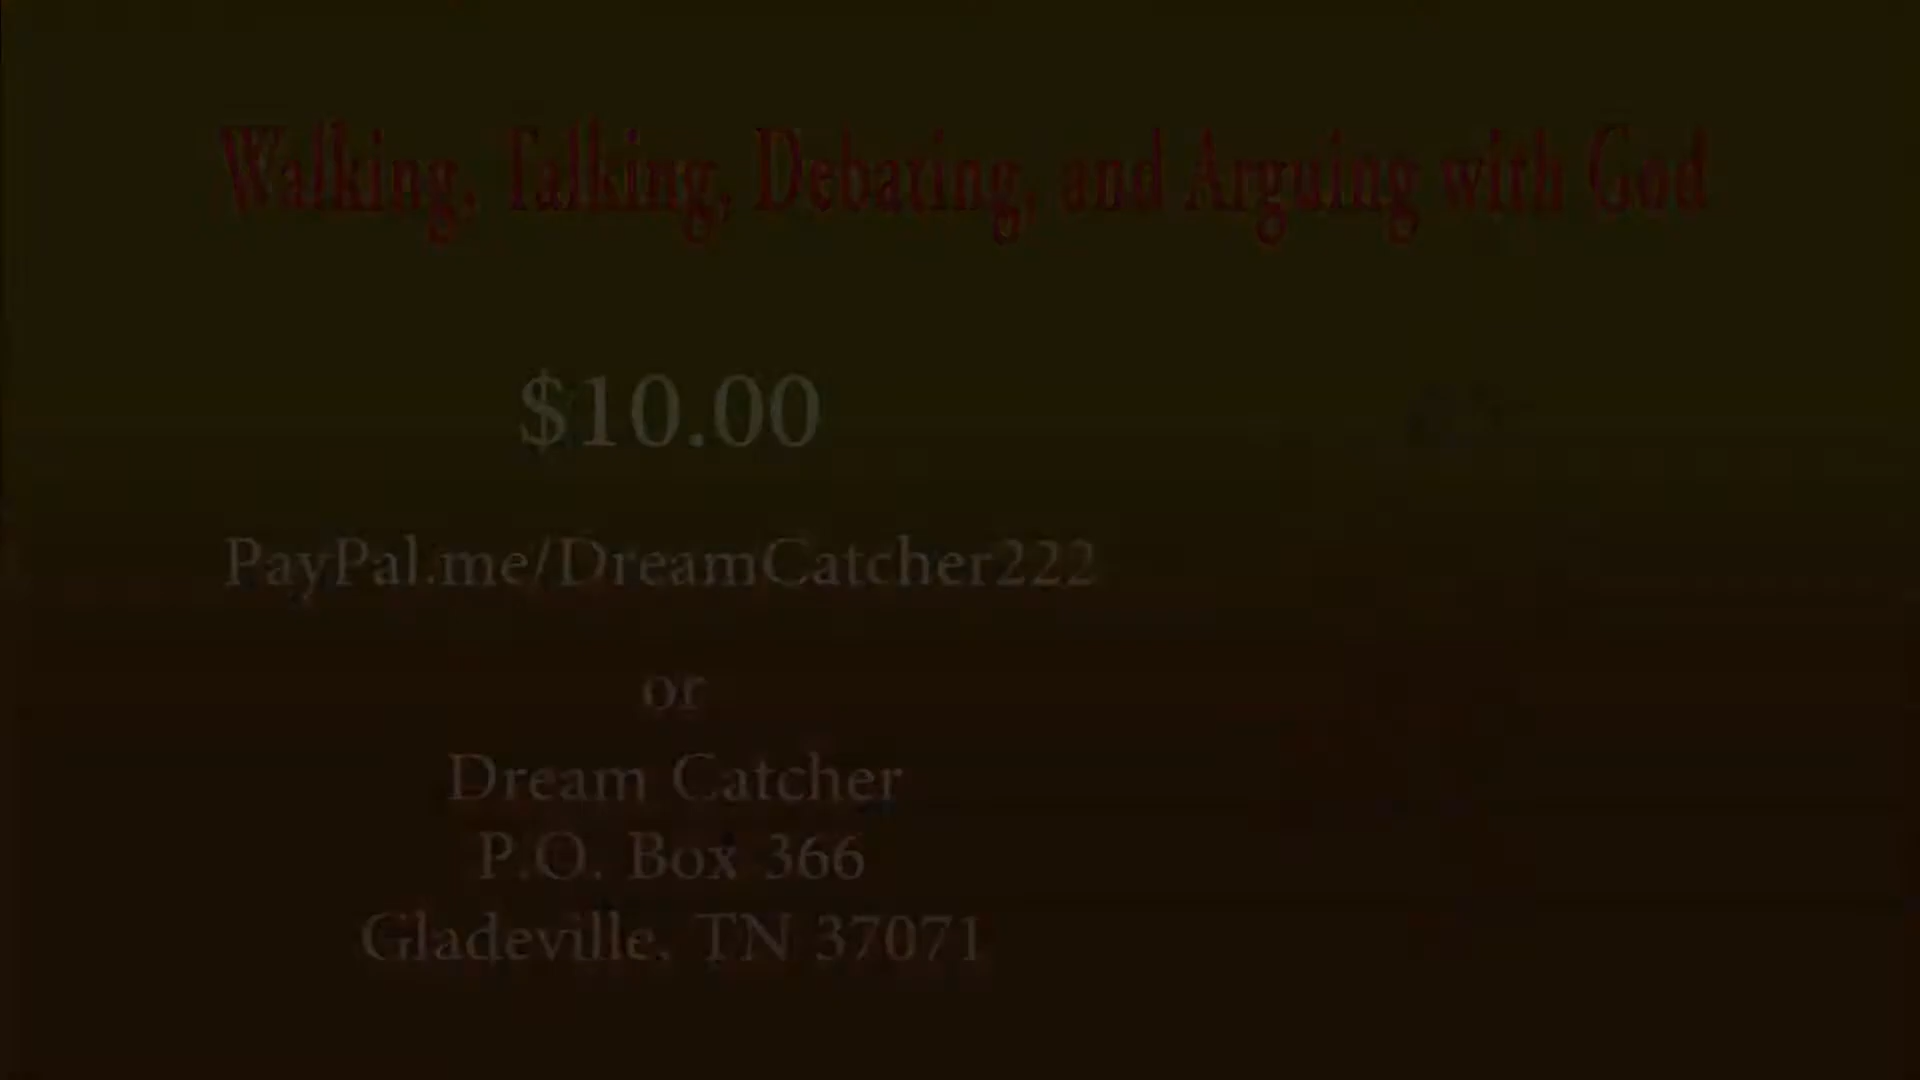 Walking, Talking, Debating, and Arguing with God
$10.00
PayPal.me/DreamCatcher222
or
Dream Catcher
P.O. Box 366
Gladeville, TN 37071